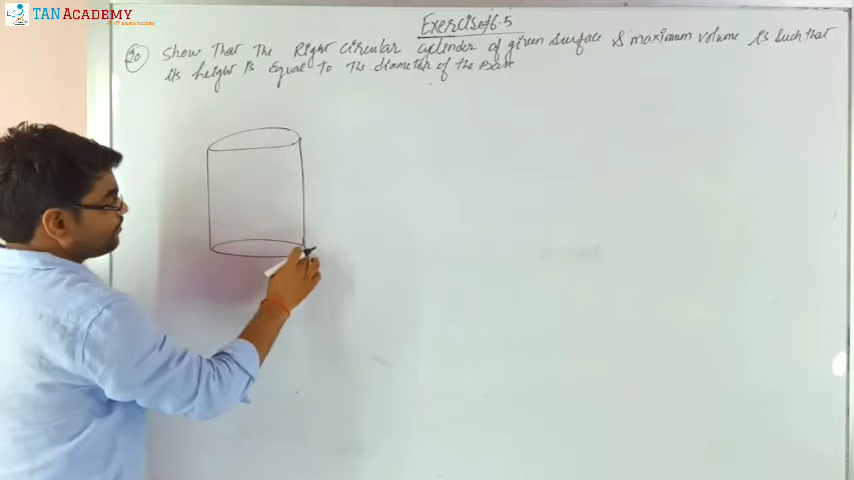 TAN ACADEMY
Exercise 6.5
20 Show That The Right circular cylender of given surface & maximum volume is such that
its height is Equal To The diameter of the Base